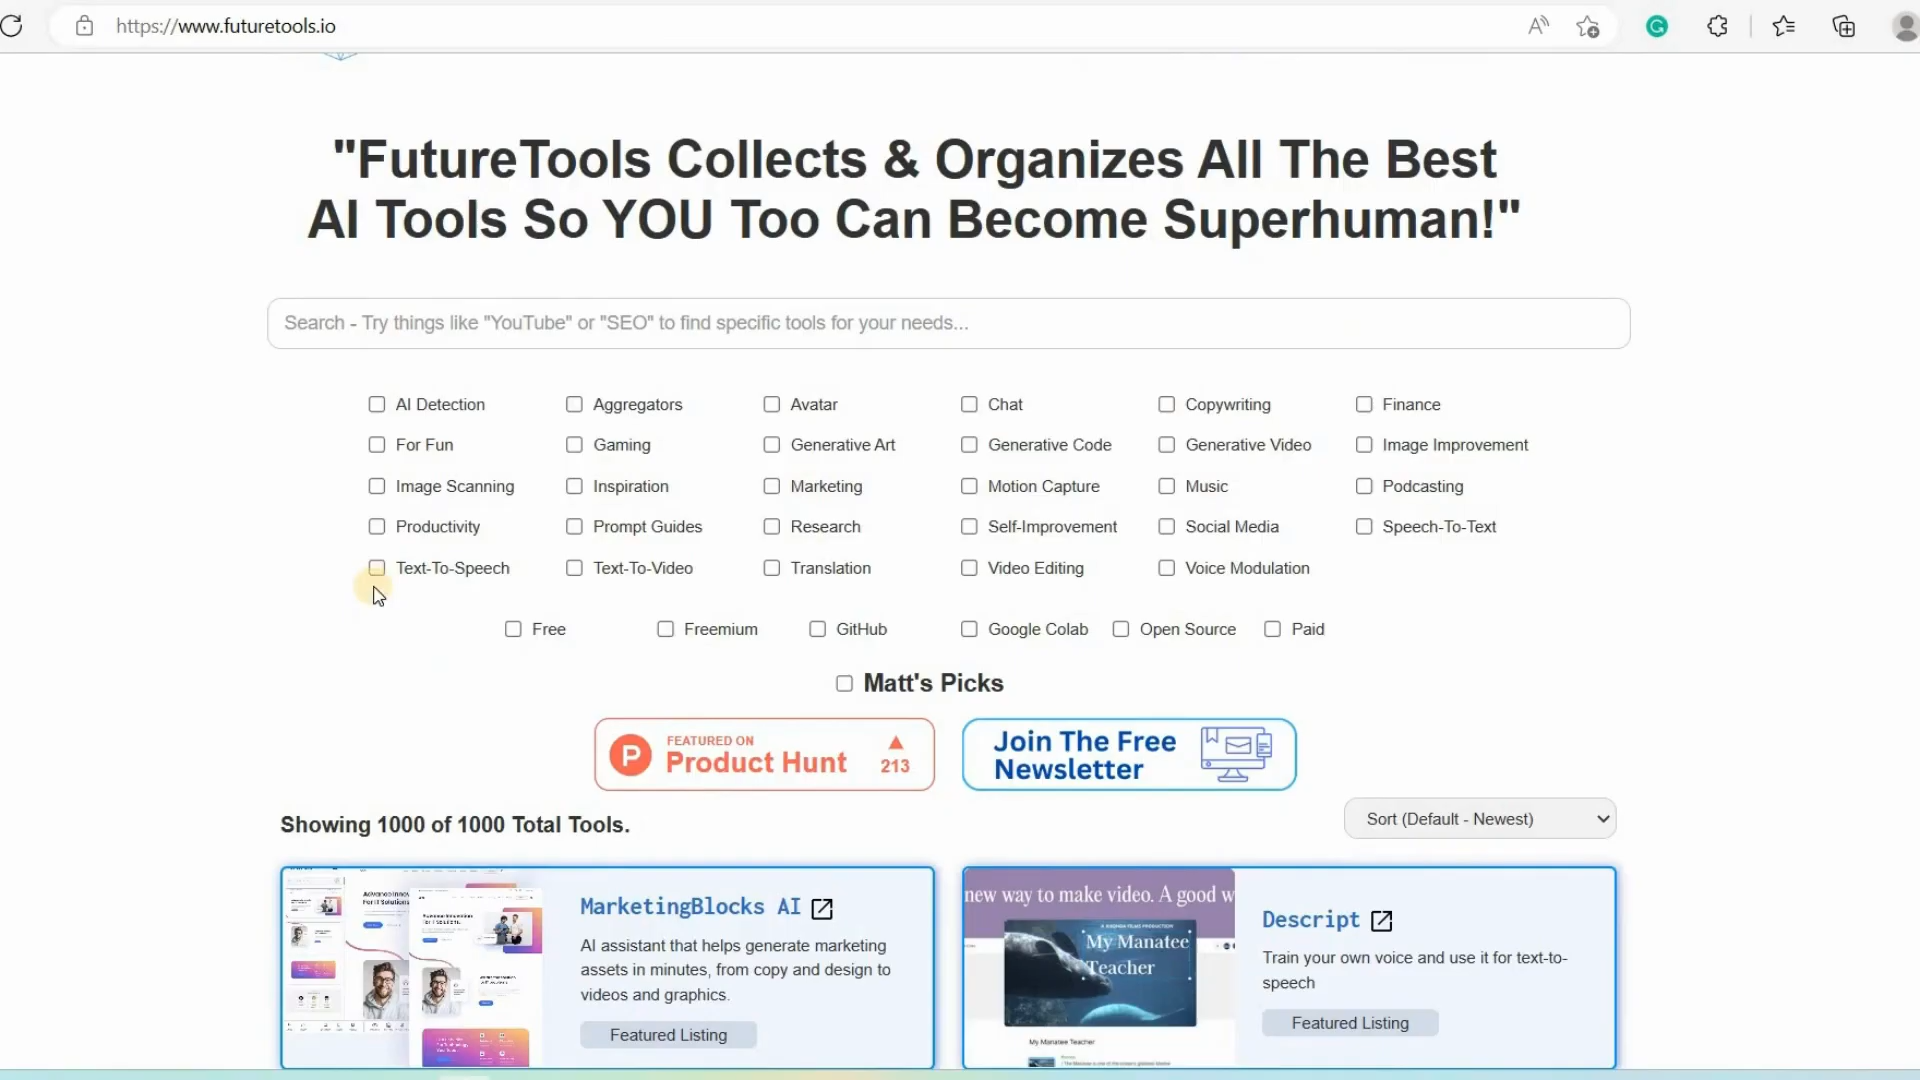 https://www.futuretools.io
"FutureTools Collects & Organizes All The Best
AI Tools So YOU Too Can Become Superhuman!"
Search - Try things like "YouTube" or "SEO" to find specific tools for your needs...
AI Detection Aggregators Avatar Chat Copywriting Finance
For Fun Gaming Generative Art Generative Code Generative Video Image Improvement
Image Scanning Inspiration Marketing Motion Capture Music Podcasting
Productivity Prompt Guides Research Self-Improvement Social Media Speech-To-Text
Text-To-Speech Text-To-Video Translation Video Editing Voice Modulation
Free Freemium GitHub Google Colab Open Source Paid
Matt's Picks
FEATURED ON
Product Hunt
213
Join The Free
Newsletter
Showing 1000 of 1000 Total Tools.
Sort (Default - Newest)
MarketingBlocks AI
AI assistant that helps generate marketing
assets in minutes, from copy and design to
videos and graphics.
Featured Listing
new way to make video. A good w
My Manatee
Teacher
My Manatee Teacher
Descript
Train your own voice and use it for text-to-
speech
Featured Listing